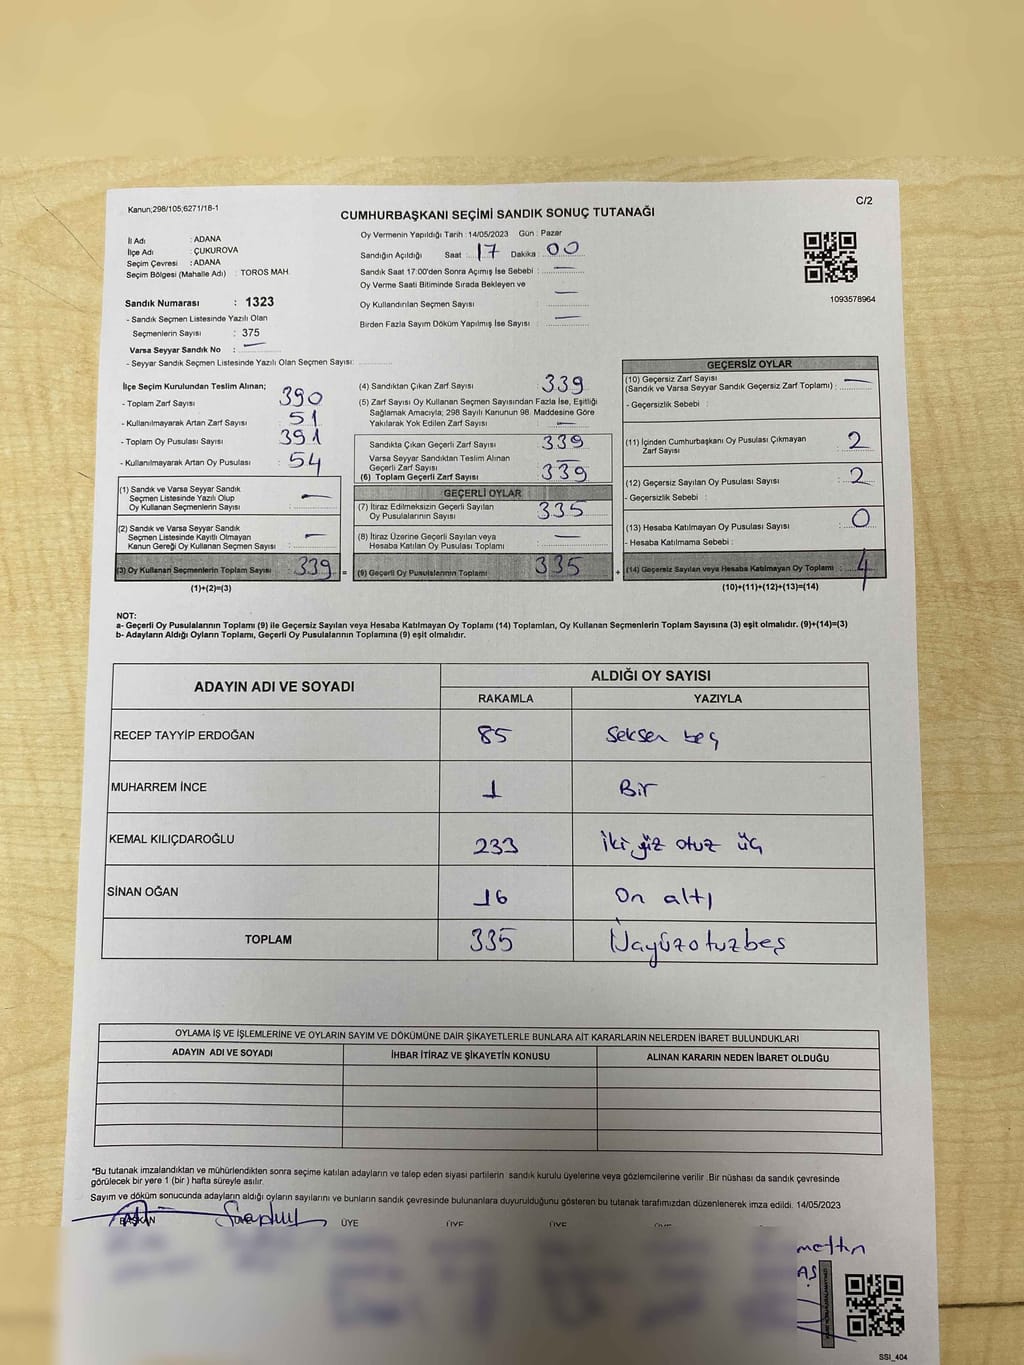 Kanun;298/105;6271/18-1
C/2
CUMHURBAŞKANI SEÇİMİ SANDIK SONUÇ TUTANAĞI
İl Adı : ADANA
İlçe Adı : ÇUKUROVA
Seçim Çevresi : ADANA
Seçim Bölgesi (Mahalle Adı) : TOROS MAH.
Sandık Numarası : 1323
- Sandık Seçmen Listesinde Yazılı Olan
Seçmenlerin Sayısı : 375
Varsa Seyyar Sandık No : —
- Seyyar Sandık Seçmen Listesinde Yazılı Olan Seçmen Sayısı:
Oy Vermenin Yapıldığı Tarih : 14/05/2023 Gün : Pazar
Sandığın Açıldığı Saat : 17 Dakika : 00
Sandık Saat 17:00'den Sonra Açımış İse Sebebi : —
Oy Verme Saati Bitiminde Sırada Bekleyen ve
Oy Kullandırılan Seçmen Sayısı —
Birden Fazla Sayım Döküm Yapılmış İse Sayısı : —
1093578964
İlçe Seçim Kurulundan Teslim Alınan;
- Toplam Zarf Sayısı : 390
- Kullanılmayarak Artan Zarf Sayısı : 51
- Toplam Oy Pusulası Sayısı : 391
- Kullanılmayarak Artan Oy Pusulası : 54
(1) Sandık ve Varsa Seyyar Sandık
Seçmen Listesinde Yazılı Olup
Oy Kullanan Seçmenlerin Sayısı : —
(2) Sandık ve Varsa Seyyar Sandık
Seçmen Listesinde Kayıtlı Olmayan
Kanun Gereği Oy Kullanan Seçmen Sayısı : —
(3) Oy Kullanan Seçmenlerin Toplam Sayısı : 339 =
(1)+(2)=(3)
(4) Sandıktan Çıkan Zarf Sayısı : 339
(5) Zarf Sayısı Oy Kullanan Seçmen Sayısından Fazla İse, Eşitliği
Sağlamak Amacıyla; 298 Sayılı Kanunun 98. Maddesine Göre
Yakılarak Yok Edilen Zarf Sayısı : —
Sandıkta Çıkan Geçerli Zarf Sayısı : 339
Varsa Seyyar Sandıktan Teslim Alınan
Geçerli Zarf Sayısı : —
(6) Toplam Geçerli Zarf Sayısı : 339
GEÇERLİ OYLAR
(7) İtiraz Edilmeksizin Geçerli Sayılan
Oy Pusulalarının Sayısı : 335
(8) İtiraz Üzerine Geçerli Sayılan veya
Hesaba Katılan Oy Pusulası Toplamı : —
(9) Geçerli Oy Pusulalarının Toplamı : 335 +
GEÇERSİZ OYLAR
(10) Geçersiz Zarf Sayısı
(Sandık ve Varsa Seyyar Sandık Geçersiz Zarf Toplamı) : —
- Geçersizlik Sebebi :
(11) İçinden Cumhurbaşkanı Oy Pusulası Çıkmayan
Zarf Sayısı : 2
(12) Geçersiz Sayılan Oy Pusulası Sayısı : 2
- Geçersizlik Sebebi :
(13) Hesaba Katılmayan Oy Pusulası Sayısı : 0
- Hesaba Katılmama Sebebi :
(14) Geçersiz Sayılan veya Hesaba Katılmayan Oy Toplamı : 4
(10)+(11)+(12)+(13)=(14)
NOT:
a- Geçerli Oy Pusulalarının Toplamı (9) ile Geçersiz Sayılan veya Hesaba Katılmayan Oy Toplamı (14) Toplamları, Oy Kullanan Seçmenlerin Toplam Sayısına (3) eşit olmalıdır. (9)+(14)=(3)
b- Adayların Aldığı Oyların Toplamı, Geçerli Oy Pusulalarının Toplamına (9) eşit olmalıdır.
ADAYIN ADI VE SOYADI ALDIĞI OY SAYISI
RAKAMLA YAZIYLA
RECEP TAYYİP ERDOĞAN 85 Seksen beş
MUHARREM İNCE 1 Bir
KEMAL KILIÇDAROĞLU 233 İki yüz otuz üç
SİNAN OĞAN 16 On altı
TOPLAM 335
OYLAMA İŞ VE İŞLEMLERİNE VE OYLARIN SAYIM VE DÖKÜMÜNE DAİR ŞİKAYETLERLE BUNLARA AİT KARARLARIN NELERDEN İBARET BULUNDUKLARI
ADAYIN ADI VE SOYADI İHBAR İTİRAZ VE ŞİKAYETİN KONUSU ALINAN KARARIN NEDEN İBARET OLDUĞU
*Bu tutanak imzalandıktan ve mühürlendikten sonra seçime katılan adayların ve talep eden siyasi partilerin sandık kurulu üyelerine veya gözlemcilerine verilir .Bir nüshası da sandık çevresinde
görülecek bir yere 1 (bir ) hafta süreyle asılır.
Sayım ve döküm sonucunda adayların aldığı oyların sayılarını ve bunların sandık çevresinde bulunanlara duyurulduğunu gösteren bu tutanak tarafımızdan düzenlenerek imza edildi. 14/05/2023
BAŞKAN ÜYE ÜYE ÜYE ÜYE
SSI_404